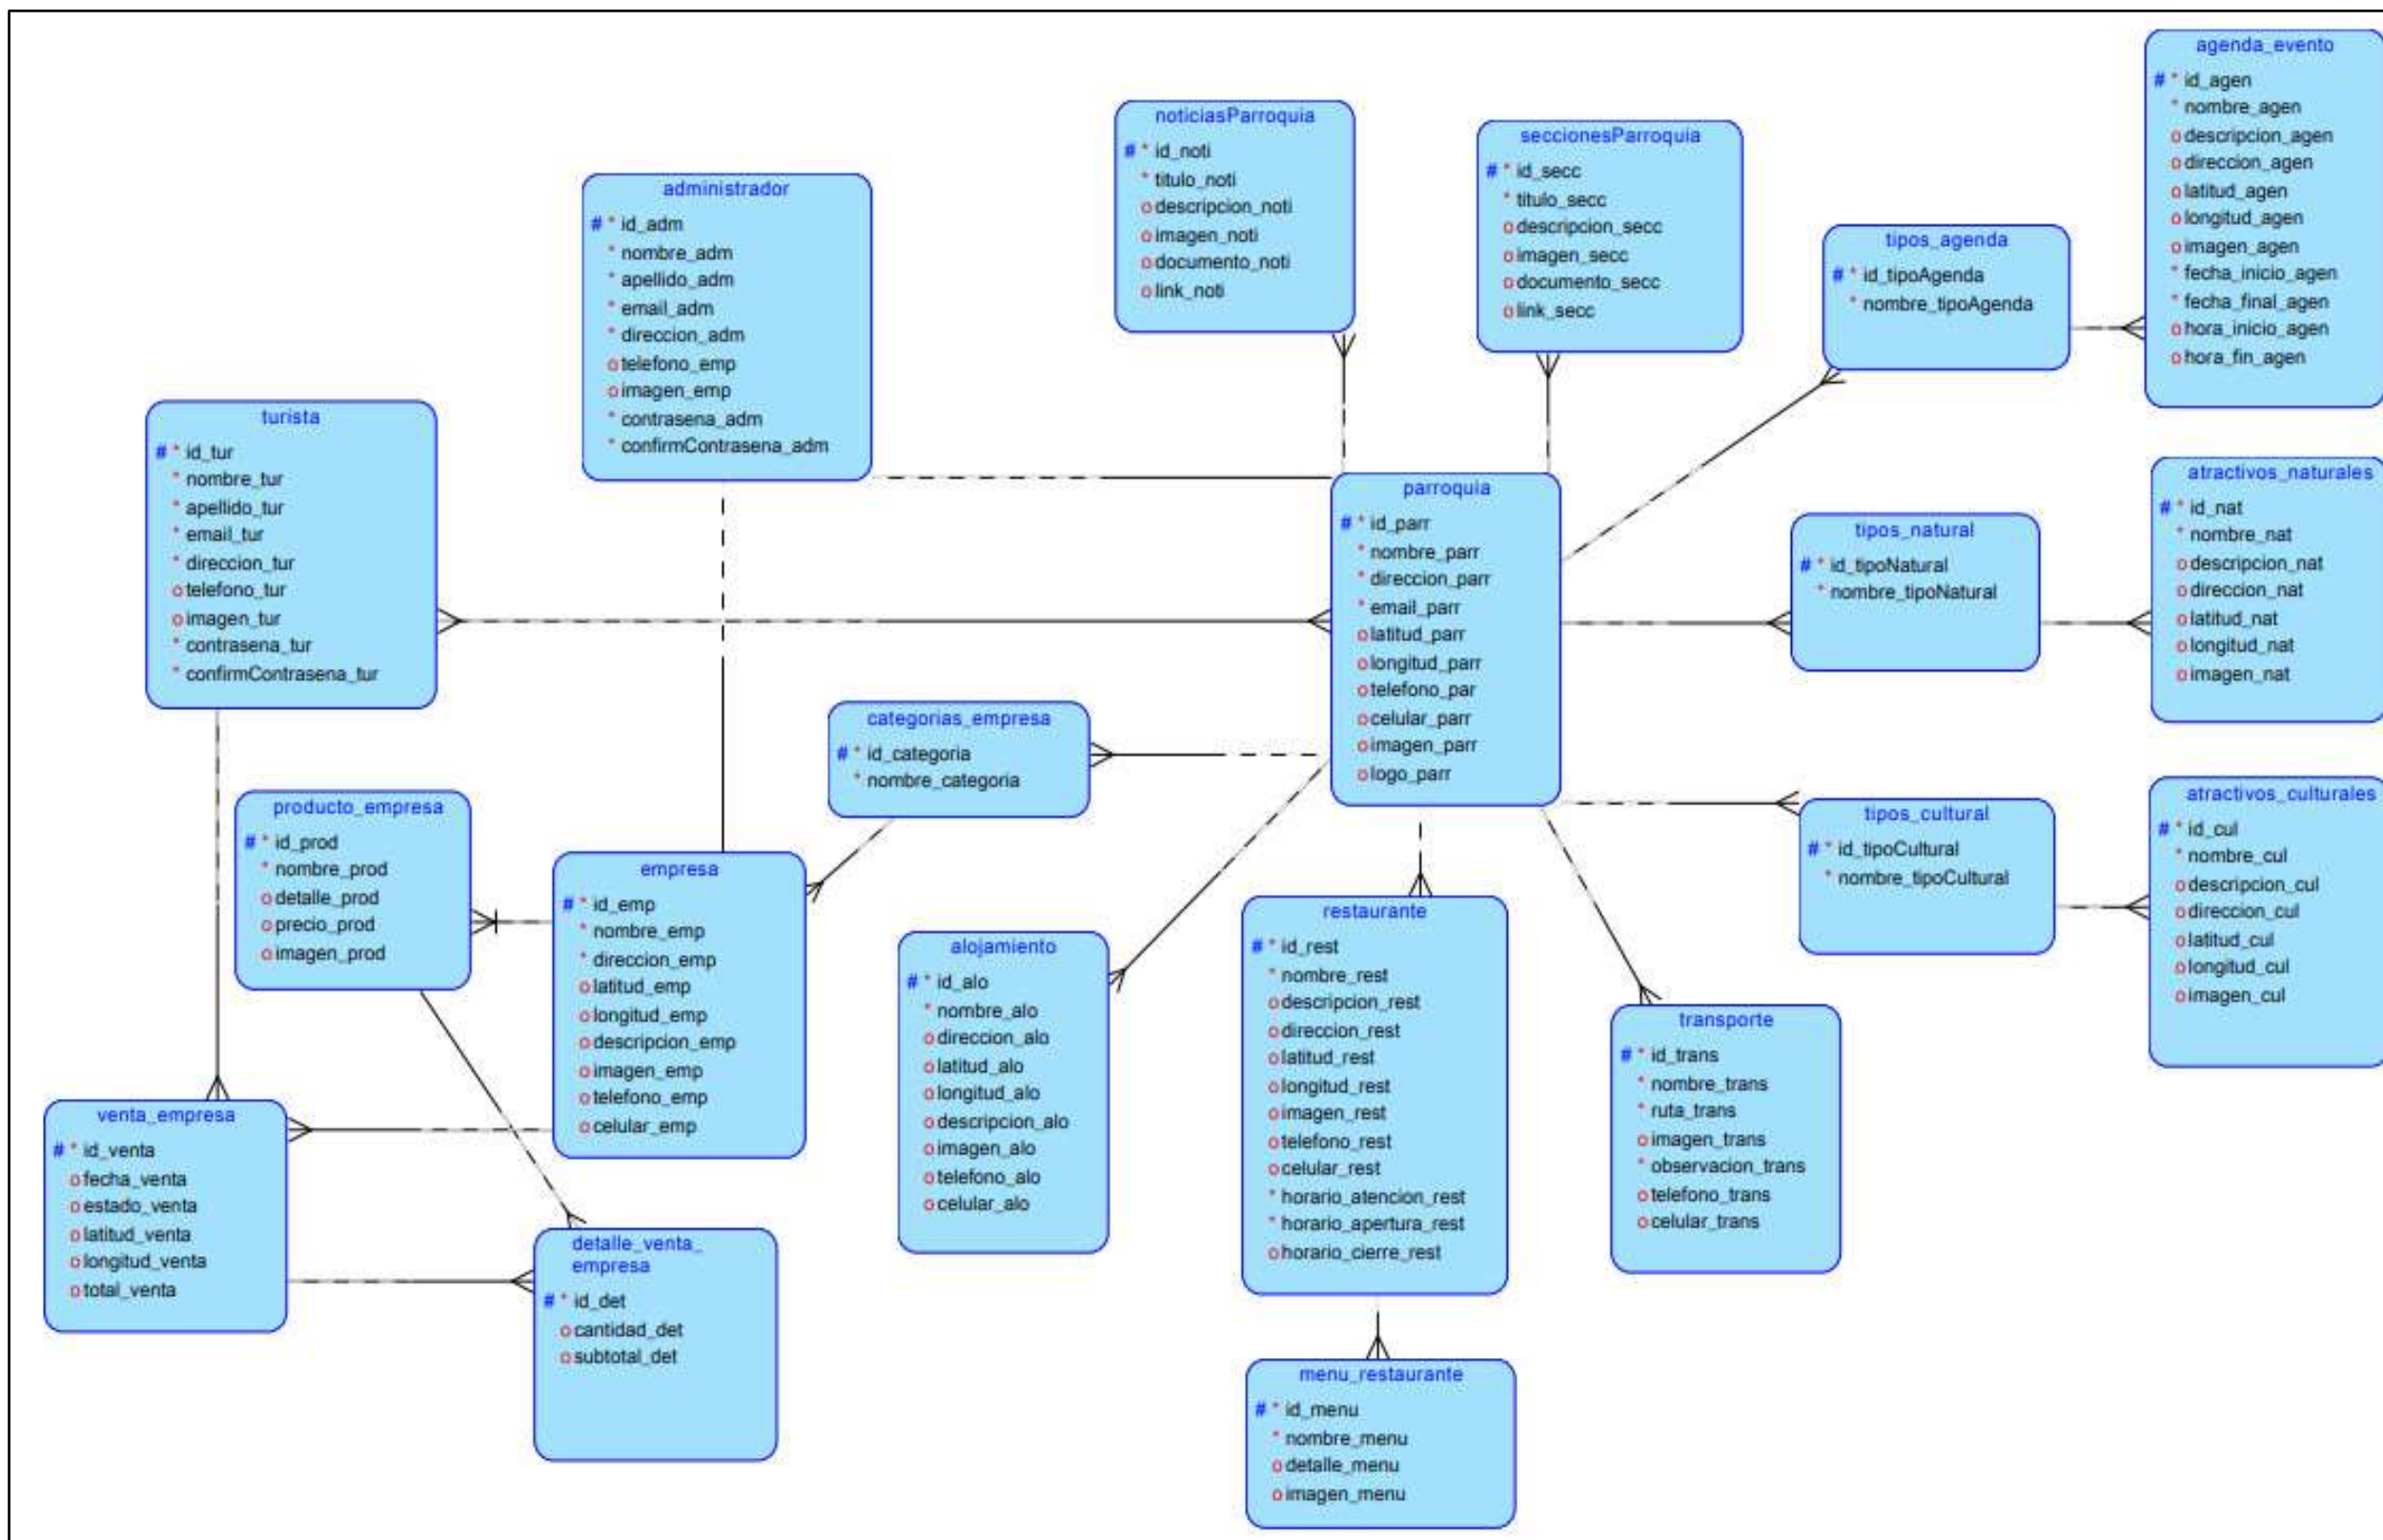 agenda_evento
# * id_agen
* nombre_agen
o descripcion_agen
o direccion_agen
o latitud_agen
o longitud_agen
o imagen_agen
* fecha_inicio_agen
* fecha_final_agen
o hora_inicio_agen
o hora_fin_agen
noticiasParroquia
# * id_noti
* titulo_noti
o descripcion_noti
o imagen_noti
o documento_noti
o link_noti
seccionesParroquia
# * id_secc
* titulo_secc
o descripcion_secc
o imagen_secc
o documento_secc
o link_secc
administrador
# * id_adm
* nombre_adm
* apellido_adm
* email_adm
* direccion_adm
o telefono_emp
o imagen_emp
* contrasena_adm
* confirmContrasena_adm
tipos_agenda
# * id_tipoAgenda
* nombre_tipoAgenda
turista
# * id_tur
* nombre_tur
* apellido_tur
* email_tur
* direccion_tur
o telefono_tur
o imagen_tur
* contrasena_tur
* confirmContrasena_tur
parroquia
# * id_parr
* nombre_parr
* direccion_parr
* email_parr
o latitud_parr
o longitud_parr
o telefono_par
o celular_parr
o imagen_parr
o logo_parr
tipos_natural
# * id_tipoNatural
* nombre_tipoNatural
atractivos_naturales
# * id_nat
* nombre_nat
o descripcion_nat
o direccion_nat
o latitud_nat
o longitud_nat
o imagen_nat
categorias_empresa
# * id_categoria
* nombre_categoria
producto_empresa
# * id_prod
* nombre_prod
o detalle_prod
o precio_prod
o imagen_prod
empresa
# * id_emp
* nombre_emp
* direccion_emp
o latitud_emp
o longitud_emp
o descripcion_emp
o imagen_emp
o telefono_emp
o celular_emp
tipos_cultural
# * id_tipoCultural
* nombre_tipoCultural
atractivos_culturales
# * id_cul
* nombre_cul
o descripcion_cul
o direccion_cul
o latitud_cul
o longitud_cul
o imagen_cul
alojamiento
# * id_alo
* nombre_alo
o direccion_alo
o latitud_alo
o longitud_alo
o descripcion_alo
o imagen_alo
o telefono_alo
o celular_alo
restaurante
# * id_rest
* nombre_rest
o descripcion_rest
o direccion_rest
o latitud_rest
o longitud_rest
o imagen_rest
o telefono_rest
o celular_rest
* horario_atencion_rest
* horario_apertura_rest
o horario_cierre_rest
transporte
# * id_trans
* nombre_trans
* ruta_trans
o imagen_trans
* observacion_trans
o telefono_trans
o celular_trans
venta_empresa
# * id_venta
o fecha_venta
o estado_venta
o latitud_venta
o longitud_venta
o total_venta
detalle_venta_
empresa
# * id_det
o cantidad_det
o subtotal_det
menu_restaurante
# * id_menu
* nombre_menu
o detalle_menu
o imagen_menu